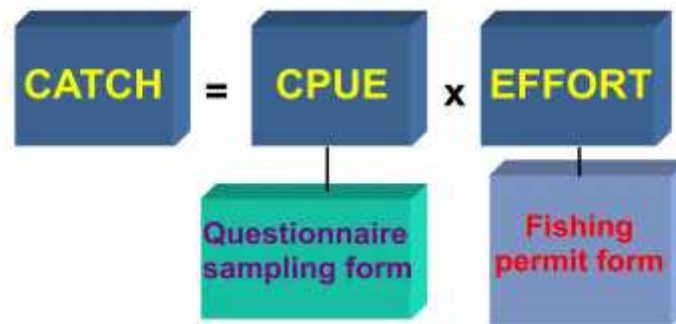 CATCH = CPUE x EFFORT
Questionnaire
sampling form
Fishing
permit form